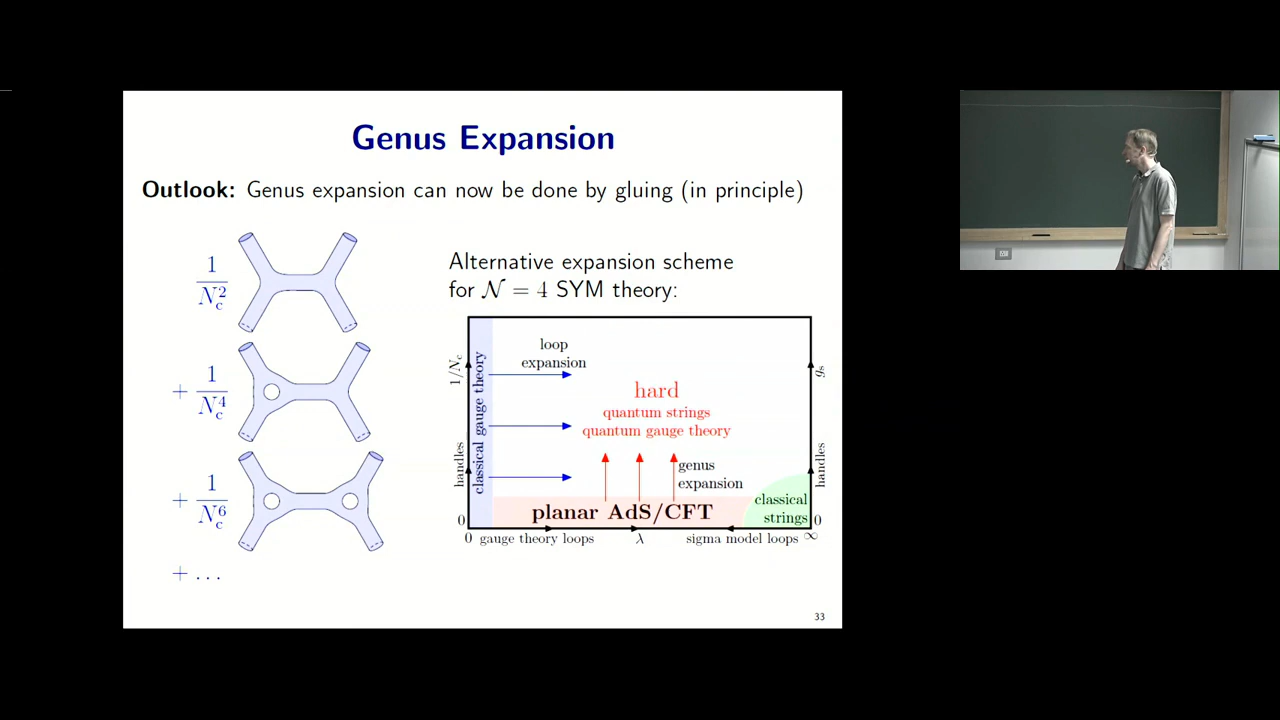 Genus Expansion
Outlook: Genus expansion can now be done by gluing (in principle)
1/N_c^2
+ 1/N_c^4
+ 1/N_c^6
+ ...
Alternative expansion scheme
for 𝒩 = 4 SYM theory:
1/N_c
handles
0
classical gauge theory
loop
expansion
hard
quantum strings
quantum gauge theory
genus
expansion
planar AdS/CFT
classical
strings
g_s
handles
0
0 gauge theory loops λ sigma model loops ∞
33